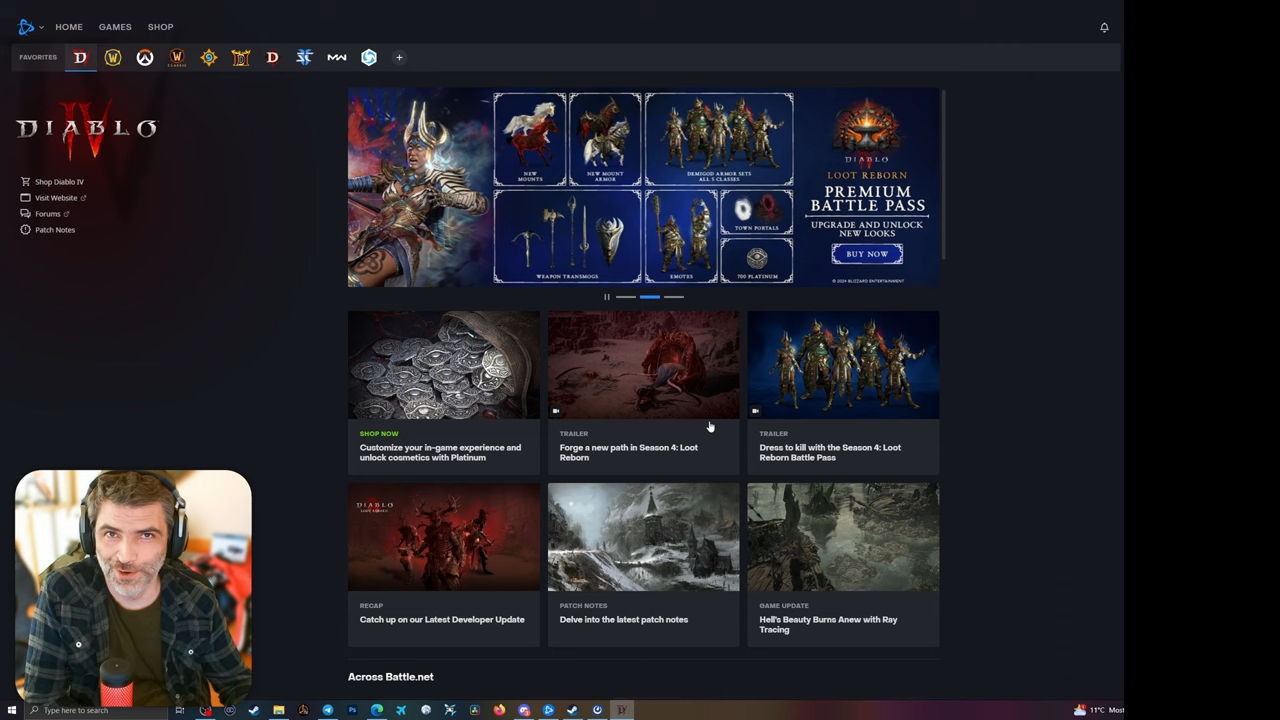 HOME GAMES SHOP
FAVORITES
DIABLO
IV
Shop Diablo IV
Visit Website
Forums
Patch Notes
NEW
MOUNTS
NEW MOUNT
ARMOR
DEMIGOD ARMOR SETS
ALL 5 CLASSES
WEAPON TRANSMOGS
EMOTES
TOWN PORTALS
700 PLATINUM
DIABLO
LOOT REBORN
PREMIUM
BATTLE PASS
UPGRADE AND UNLOCK
NEW LOOKS
BUY NOW
© 2024 BLIZZARD ENTERTAINMENT
SHOP NOW
Customize your in-game experience and
unlock cosmetics with Platinum
TRAILER
Forge a new path in Season 4: Loot
Reborn
TRAILER
Dress to kill with the Season 4: Loot
Reborn Battle Pass
DIABLO
RECAP
Catch up on our Latest Developer Update
PATCH NOTES
Delve into the latest patch notes
GAME UPDATE
Hell's Beauty Burns Anew with Ray
Tracing
Across Battle.net
Type here to search
11°C Most